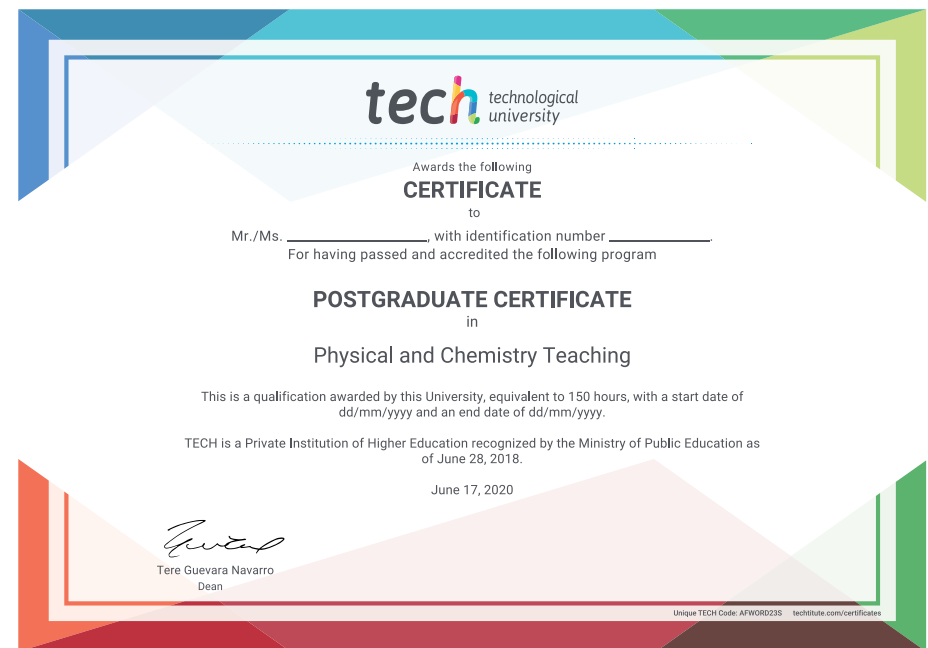 tech technological
university
Awards the following
CERTIFICATE
to
Mr./Ms. ____________________, with identification number ______________.
For having passed and accredited the following program
POSTGRADUATE CERTIFICATE
in
Physical and Chemistry Teaching
This is a qualification awarded by this University, equivalent to 150 hours, with a start date of
dd/mm/yyyy and an end date of dd/mm/yyyy.
TECH is a Private Institution of Higher Education recognized by the Ministry of Public Education as
of June 28, 2018.
June 17, 2020
Tere Guevara Navarro
Dean
Unique TECH Code: AFWORD23S techtitute.com/certificates